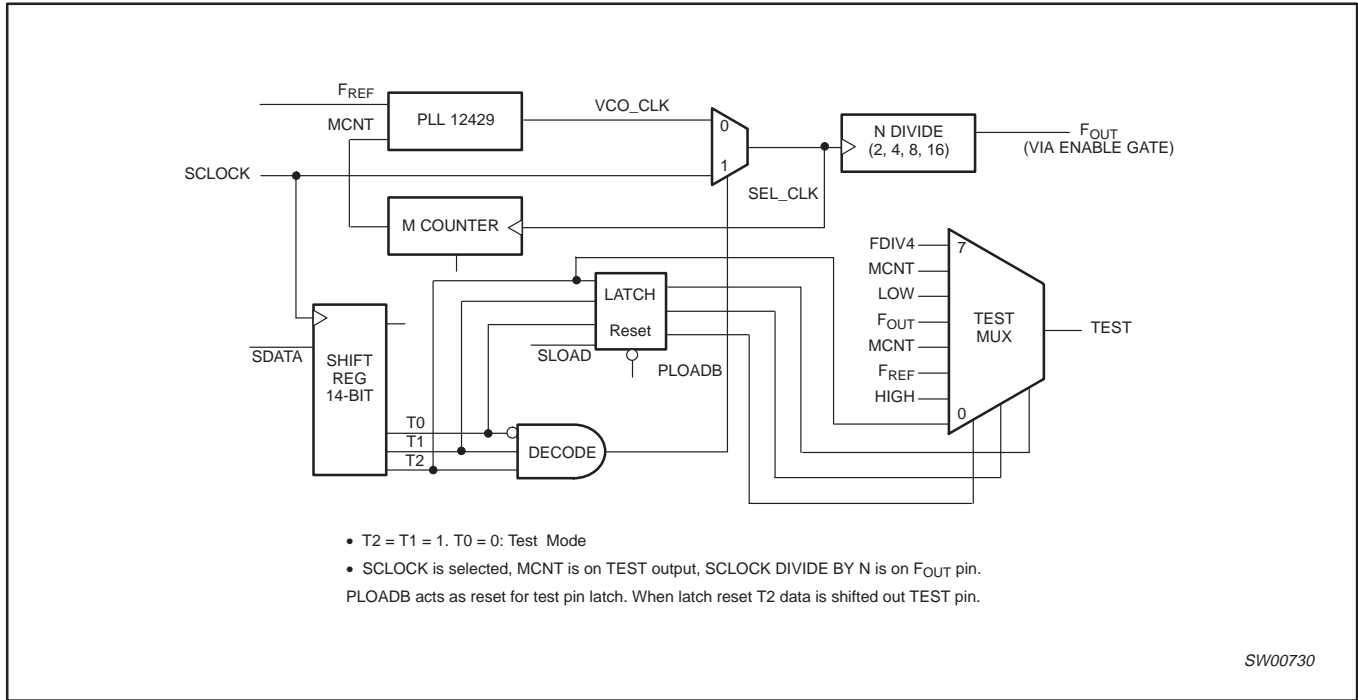 FREF
MCNT
PLL 12429
VCO_CLK
0
1
N DIVIDE
(2, 4, 8, 16)
FOUT
(VIA ENABLE GATE)
SCLOCK
SEL_CLK
M COUNTER
FDIV4
MCNT
LOW
FOUT
MCNT
FREF
HIGH
7
0
TEST
MUX
TEST
LATCH
Reset
SLOAD
PLOADB
SDATA
SHIFT
REG
14-BIT
T0
T1
T2
DECODE
• T2 = T1 = 1. T0 = 0: Test Mode
• SCLOCK is selected, MCNT is on TEST output, SCLOCK DIVIDE BY N is on FOUT pin.
PLOADB acts as reset for test pin latch. When latch reset T2 data is shifted out TEST pin.
SW00730